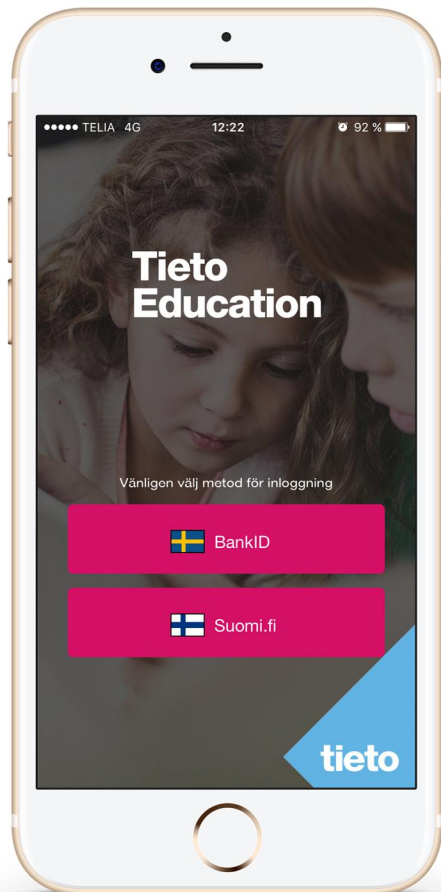 TELIA 4G 12:22 92 %
Tieto
Education
Vänligen välj metod för inloggning
BankID
Suomi.fi
tieto